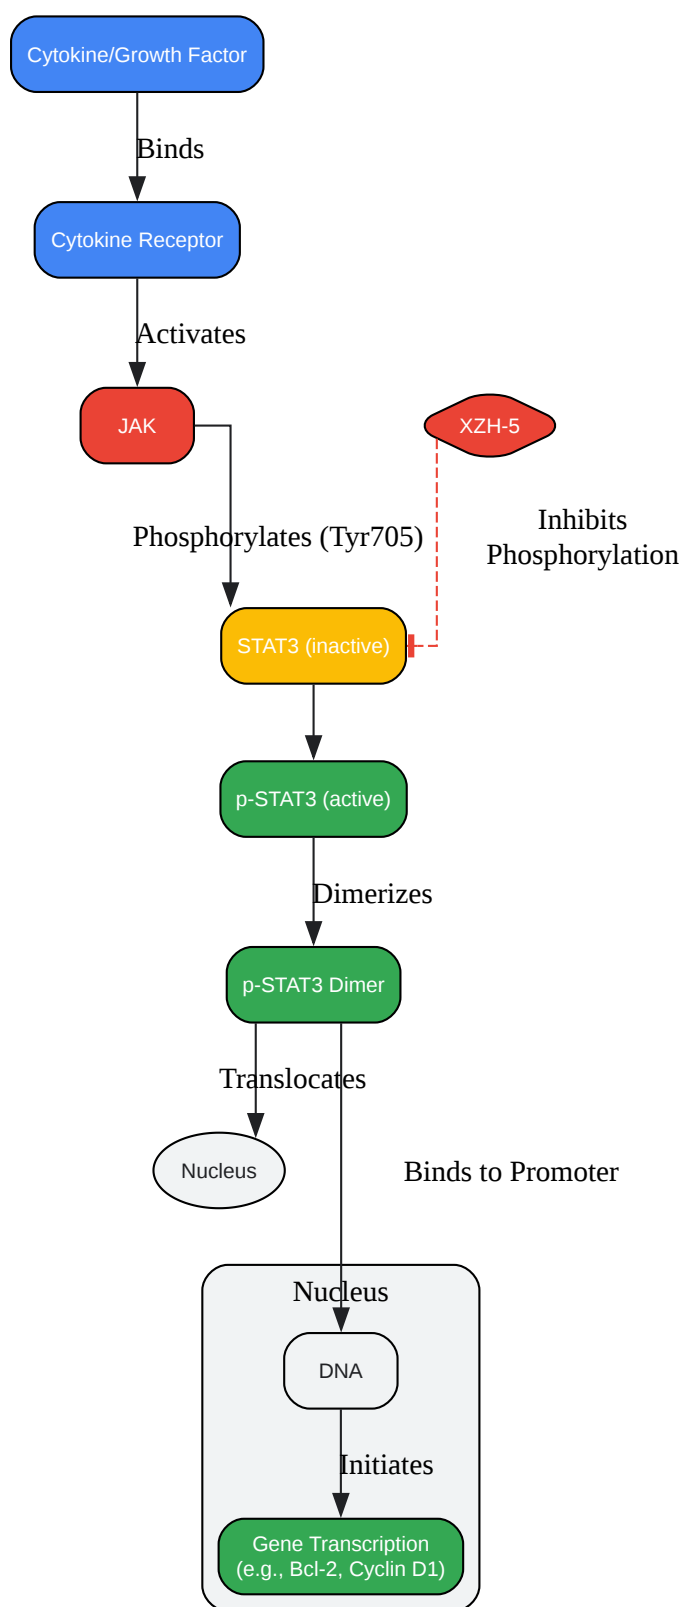 Cytokine/Growth Factor
Binds
Cytokine Receptor
Activates
JAK
XZH-5
Phosphorylates (Tyr705)
Inhibits
Phosphorylation
STAT3 (inactive)
p-STAT3 (active)
Dimerizes
p-STAT3 Dimer
Translocates
Nucleus
Binds to Promoter
Nucleus
DNA
Initiates
Gene Transcription
(e.g., Bcl-2, Cyclin D1)